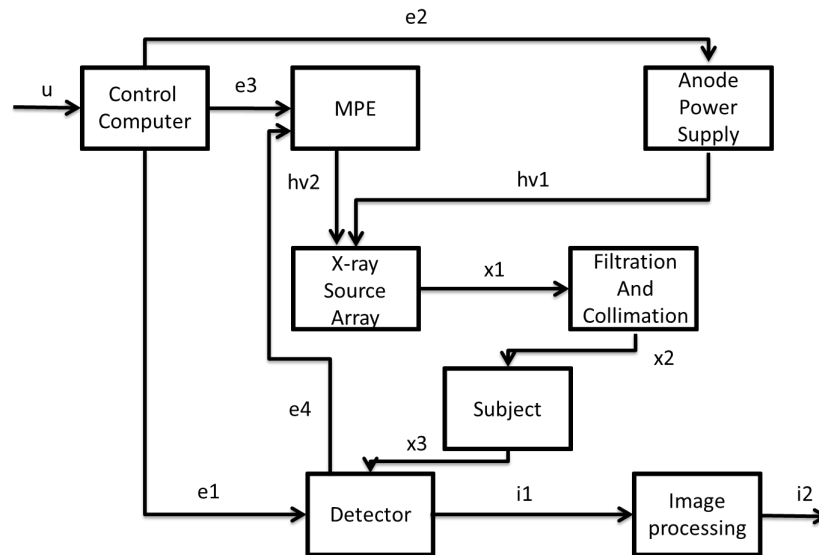 e2
u
Control
Computer
e3
MPE
Anode
Power
Supply
hv2
hv1
X-ray
Source
Array
x1
Filtration
And
Collimation
x2
e4
Subject
x3
e1
Detector
i1
Image
processing
i2